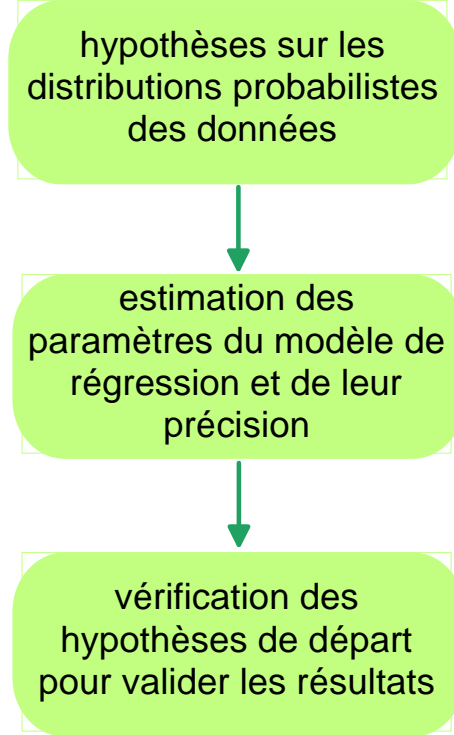 hypothèses sur les
distributions probabilistes
des données
estimation des
paramètres du modèle de
régression et de leur
précision
vérification des
hypothèses de départ
pour valider les résultats